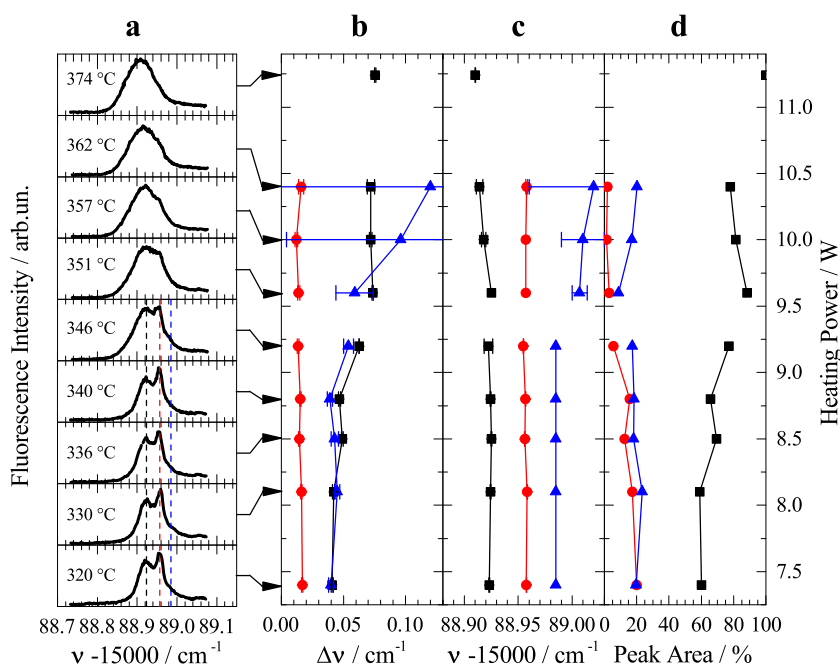 a b c d
374 °C
362 °C
357 °C
351 °C
346 °C
340 °C
336 °C
330 °C
320 °C
Fluorescence Intensity / arb.un.
11.0
10.5
10.0
9.5
9.0
8.5
8.0
7.5
Heating Power / W
88.7 88.8 88.9 89.0 89.1
0.00 0.05 0.10
88.90 88.95 89.00
0 20 40 60 80 100
ν -15000 / cm⁻¹
Δν / cm⁻¹
ν -15000 / cm⁻¹
Peak Area / %